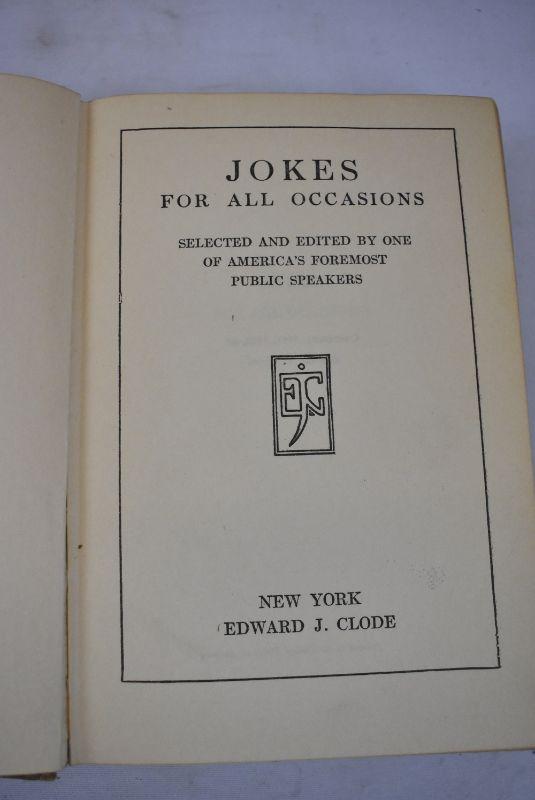 JOKES
FOR ALL OCCASIONS
SELECTED AND EDITED BY ONE
OF AMERICA'S FOREMOST
PUBLIC SPEAKERS
EJC
NEW YORK
EDWARD J. CLODE